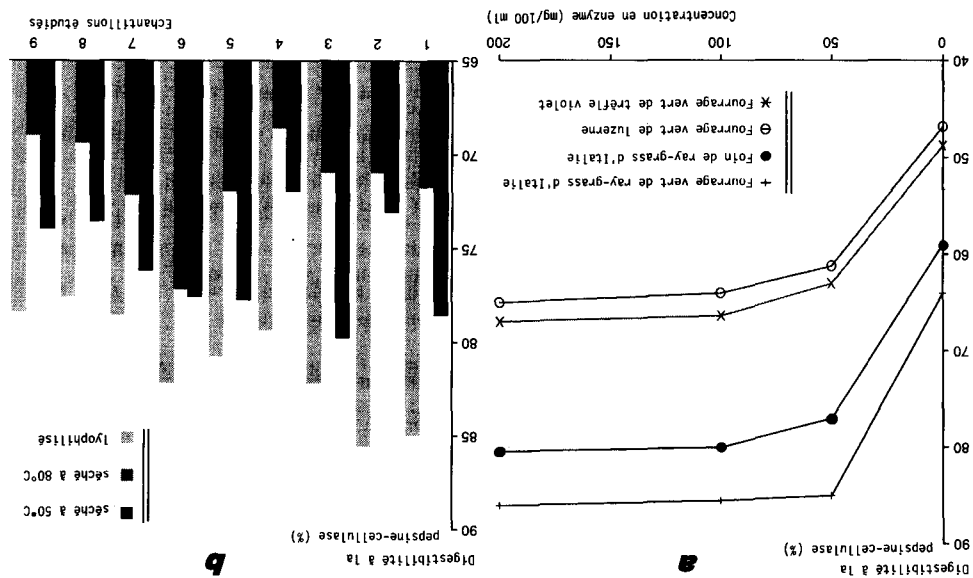 a
Digestibilité à la
pepsine-cellulase (%)
90
80
70
60
50
40
+ Fourrage vert de ray-grass d'Italie
● Foin de ray-grass d'Italie
○ Fourrage vert de luzerne
× Fourrage vert de trèfle violet
0 50 100 150 200
Concentration en enzyme (mg/100 ml)
b
Digestibilité à la
pepsine-cellulase (%)
90
85
80
75
70
65
séché à 50°C
séché à 80°C
lyophilisé
1 2 3 4 5 6 7 8 9
Echantillons étudiés